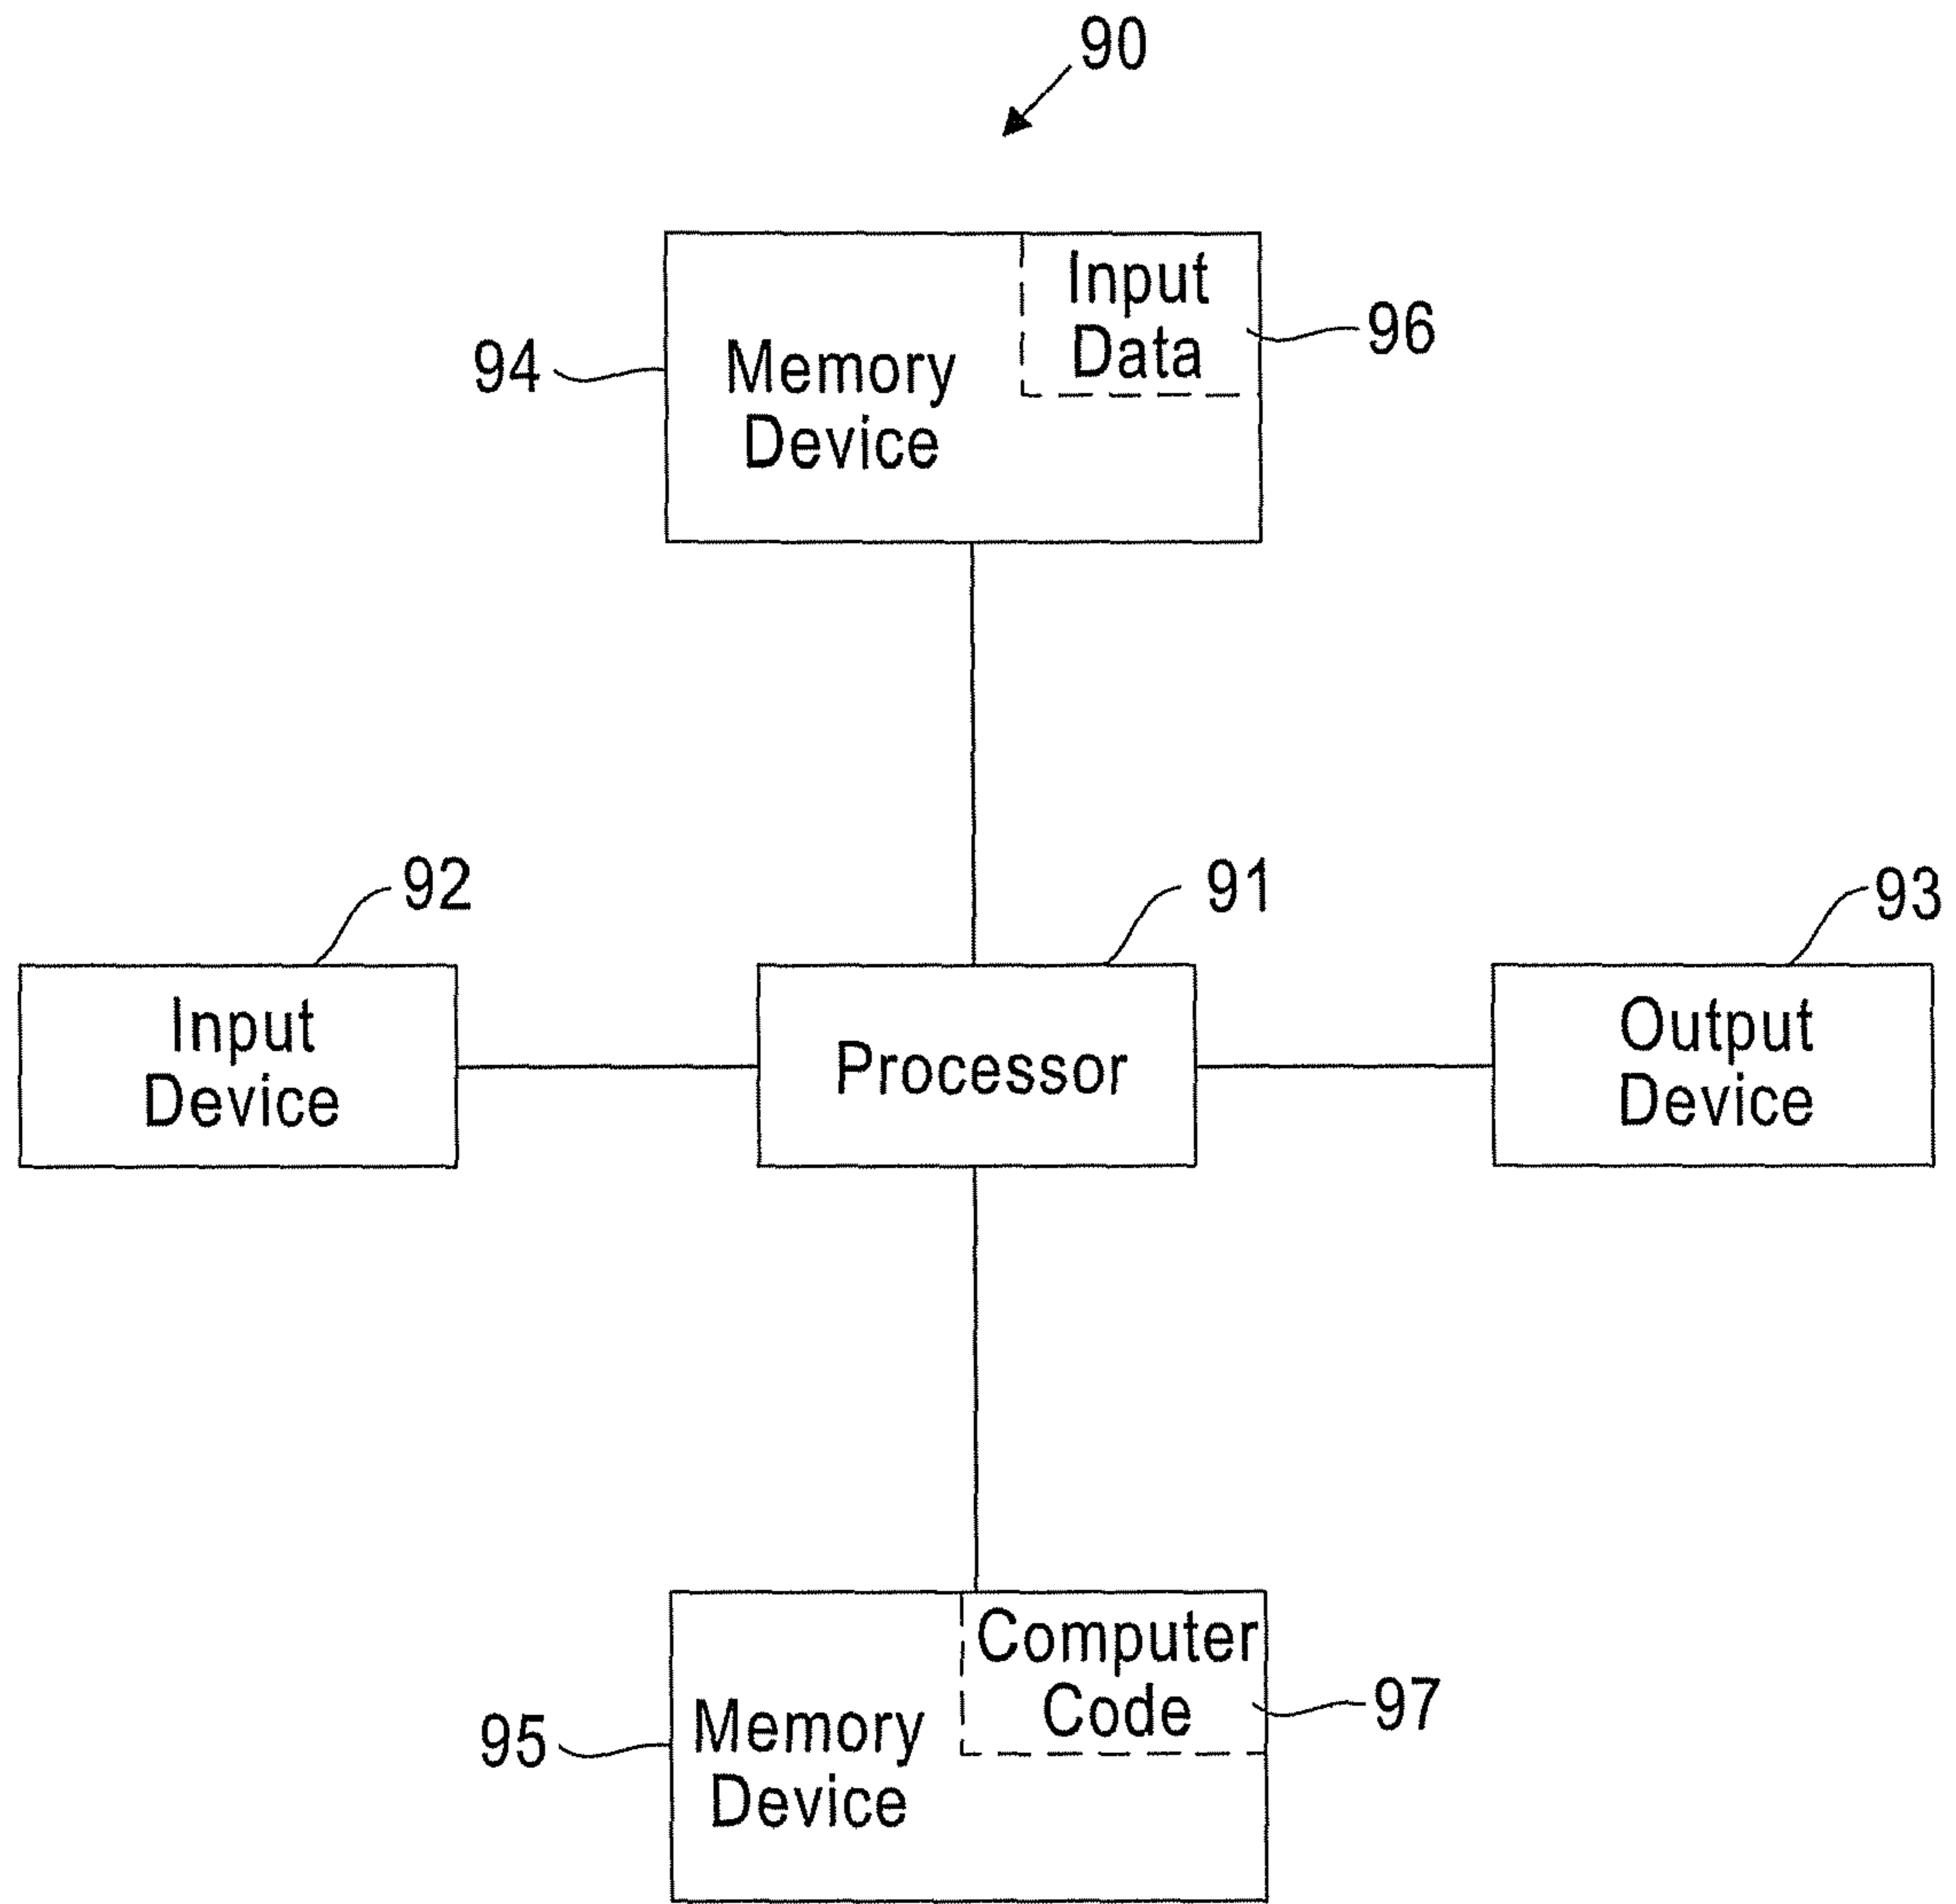 90
Input
Data
96
94
Memory
Device
92
91
93
Input
Device
Processor
Output
Device
Computer
Code
97
95
Memory
Device